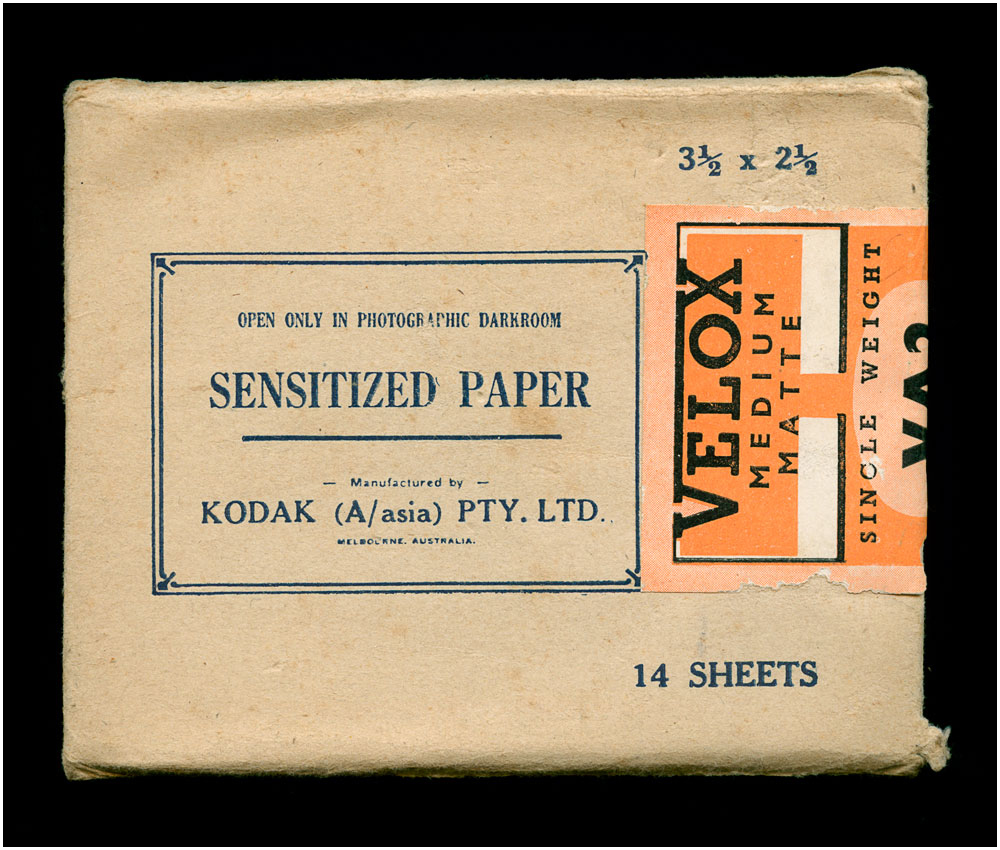 3½ x 2½
OPEN ONLY IN PHOTOGRAPHIC DARKROOM
SENSITIZED PAPER
— Manufactured by —
KODAK (A/asia) PTY. LTD.
MELBOURNE. AUSTRALIA.
VELOX
MEDIUM
MATTE
SINGLE WEIGHT
14 SHEETS